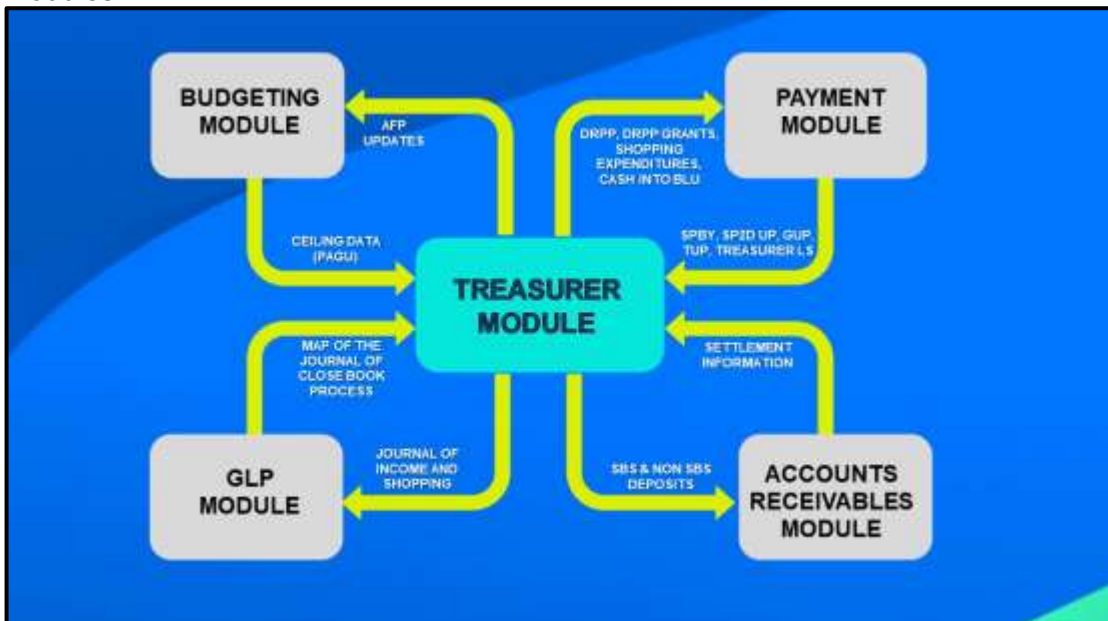 BUDGETING
MODULE
AFP
UPDATES
CEILING DATA
(PAGU)
PAYMENT
MODULE
DRPP, DRPP GRANTS,
SHOPPING
EXPENDITURES,
CASH INTO BLU
SPBY, SP2D UP, GUP,
TUP, TREASURER LS
TREASURER
MODULE
MAP OF THE
JOURNAL OF
CLOSE BOOK
PROCESS
SETTLEMENT
INFORMATION
GLP
MODULE
JOURNAL OF
INCOME AND
SHOPPING
SBS & NON SBS
DEPOSITS
ACCOUNTS
RECEIVABLES
MODULE